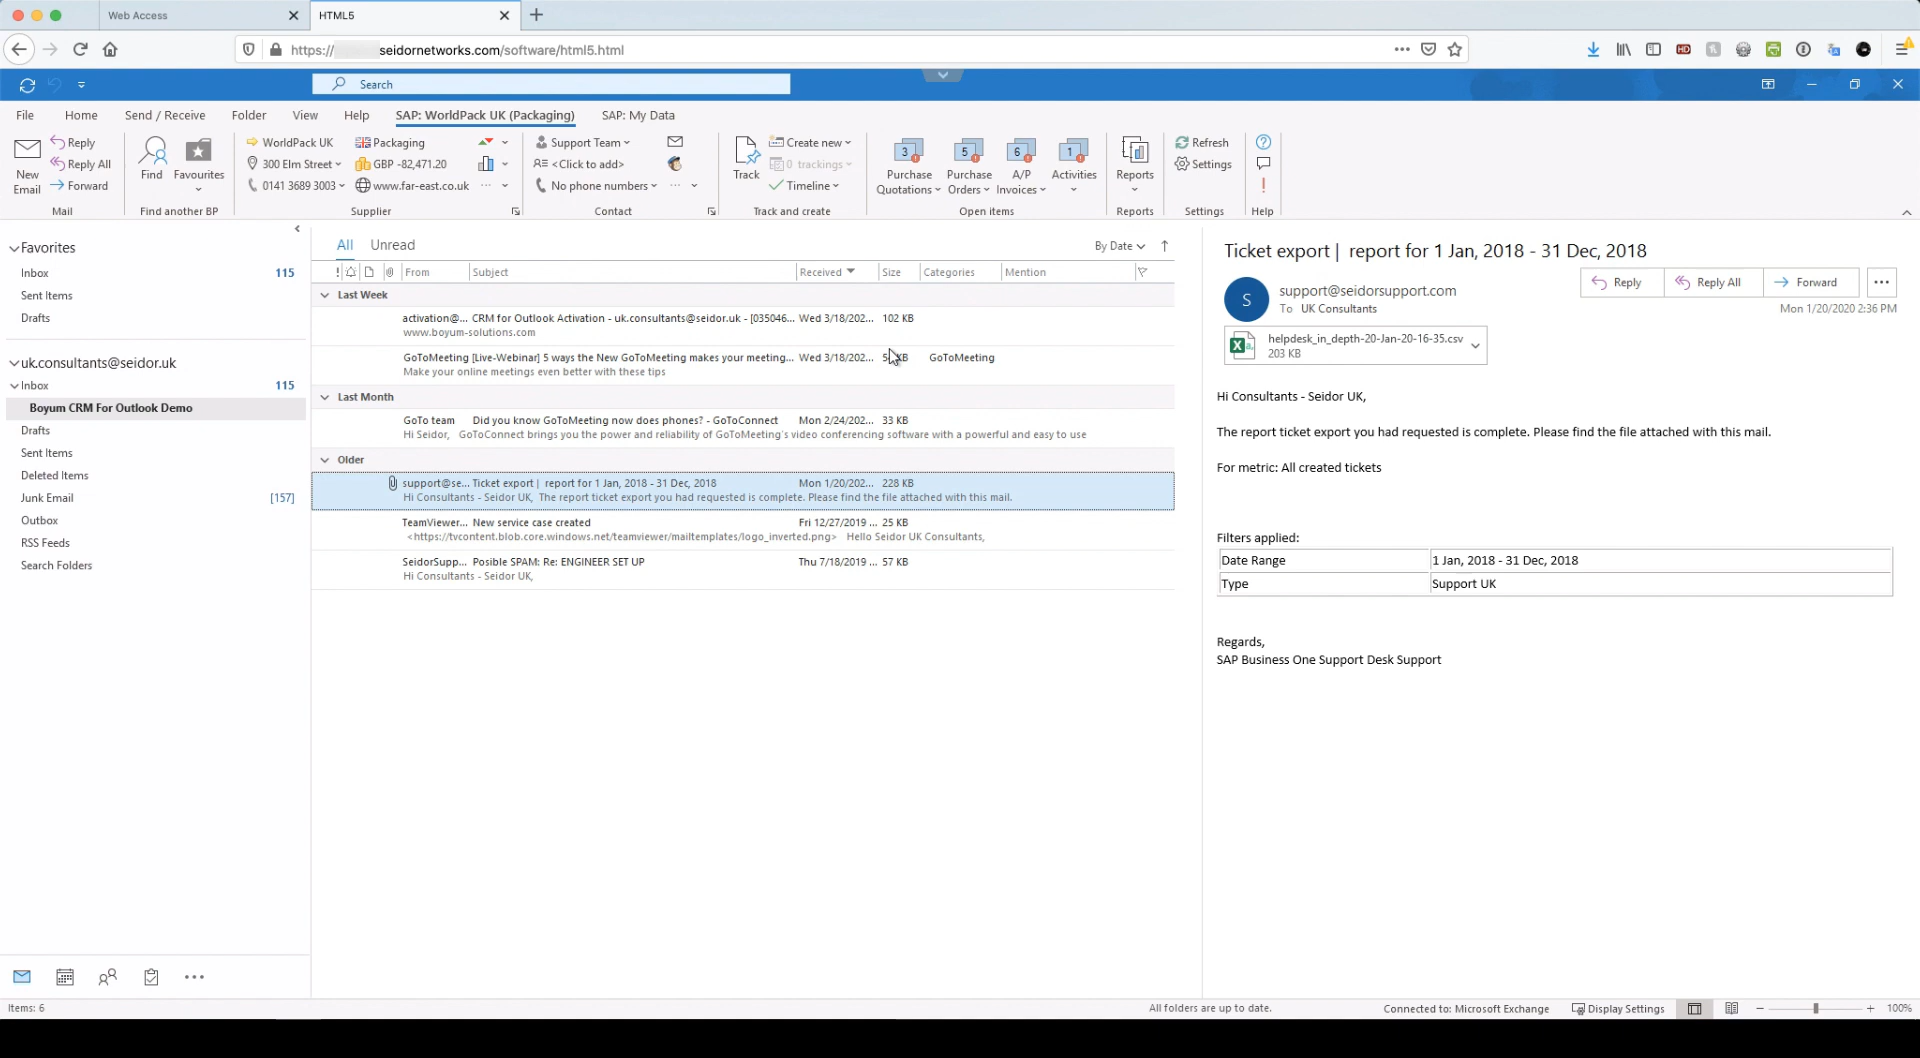 Web Access
HTML5
https://
seidornetworks.com/software/html5.html
Search
File Home Send / Receive Folder View Help SAP: WorldPack UK (Packaging) SAP: My Data
New Email
Reply
Reply All
Forward
Mail
Find
Favourites
Find another BP
WorldPack UK
300 Elm Street
0141 3689 3003
Packaging
GBP -82,471.20
www.far-east.co.uk
Supplier
Support Team
<Click to add>
No phone numbers
Contact
Track
Create new
0 trackings
Timeline
Track and create
3
Purchase Quotations
5
Purchase Orders
6
A/P Invoices
1
Activities
Open items
Reports
Reports
Refresh
Settings
Settings
Help
Favorites
Inbox 115
Sent Items
Drafts
uk.consultants@seidor.uk
Inbox 115
Boyum CRM For Outlook Demo
Drafts
Sent Items
Deleted Items
Junk Email [157]
Outbox
RSS Feeds
Search Folders
Items: 6
All Unread
By Date
From Subject Received Size Categories Mention
Last Week
activation@... CRM for Outlook Activation - uk.consultants@seidor.uk - [035046... Wed 3/18/202... 102 KB
www.boyum-solutions.com
GoToMeeting [Live-Webinar] 5 ways the New GoToMeeting makes your meeting... Wed 3/18/202... KB GoToMeeting
Make your online meetings even better with these tips
Last Month
GoTo team Did you know GoToMeeting now does phones? - GoToConnect Mon 2/24/202... 33 KB
Hi Seidor, GoToConnect brings you the power and reliability of GoToMeeting's video conferencing software with a powerful and easy to use
Older
support@se... Ticket export | report for 1 Jan, 2018 - 31 Dec, 2018 Mon 1/20/202... 228 KB
Hi Consultants - Seidor UK, The report ticket export you had requested is complete. Please find the file attached with this mail.
TeamViewer... New service case created Fri 12/27/2019 ... 25 KB
<https://tvcontent.blob.core.windows.net/teamviewer/mailtemplates/logo_inverted.png> Hello Seidor UK Consultants,
SeidorSupp... Posible SPAM: Re: ENGINEER SET UP Thu 7/18/2019 ... 57 KB
Hi Consultants - Seidor UK,
Ticket export | report for 1 Jan, 2018 - 31 Dec, 2018
S
support@seidorsupport.com
To UK Consultants
Reply
Reply All
Forward
Mon 1/20/2020 2:36 PM
helpdesk_in_depth-20-Jan-20-16-35.csv
203 KB
Hi Consultants - Seidor UK,
The report ticket export you had requested is complete. Please find the file attached with this mail.
For metric: All created tickets
Filters applied:
Date Range 1 Jan, 2018 - 31 Dec, 2018
Type Support UK
Regards,
SAP Business One Support Desk Support
All folders are up to date. Connected to: Microsoft Exchange Display Settings 100%